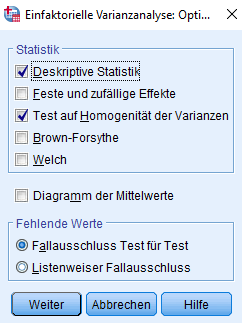 Einfaktorielle Varianzanalyse: Opti...
Statistik
Deskriptive Statistik
Feste und zufällige Effekte
Test auf Homogenität der Varianzen
Brown-Forsythe
Welch
Diagramm der Mittelwerte
Fehlende Werte
Fallausschluss Test für Test
Listenweiser Fallausschluss
Weiter Abbrechen Hilfe